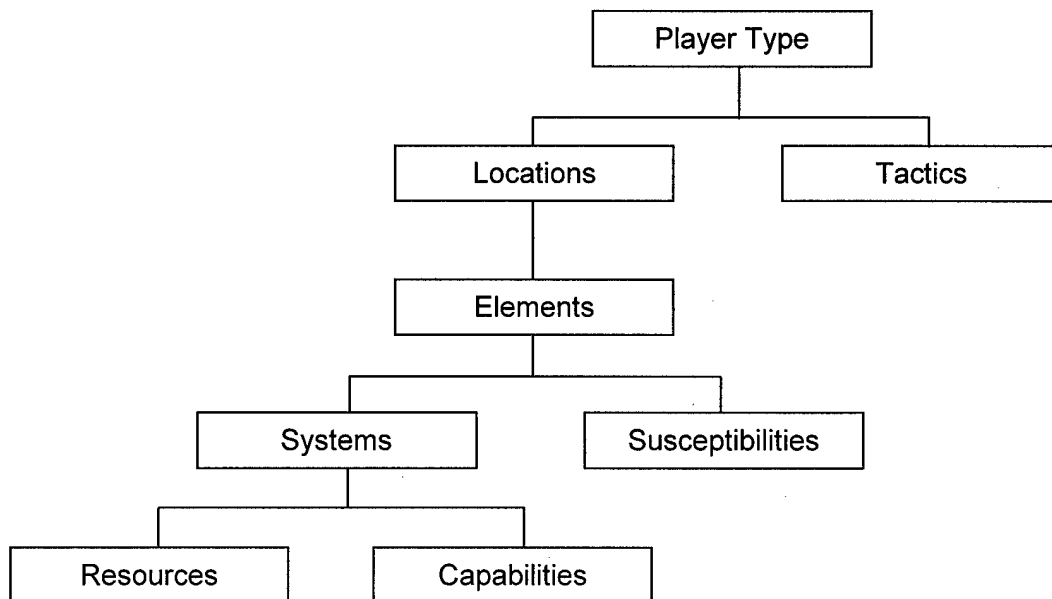 Player Type
Locations
Tactics
Elements
Systems
Susceptibilities
Resources
Capabilities